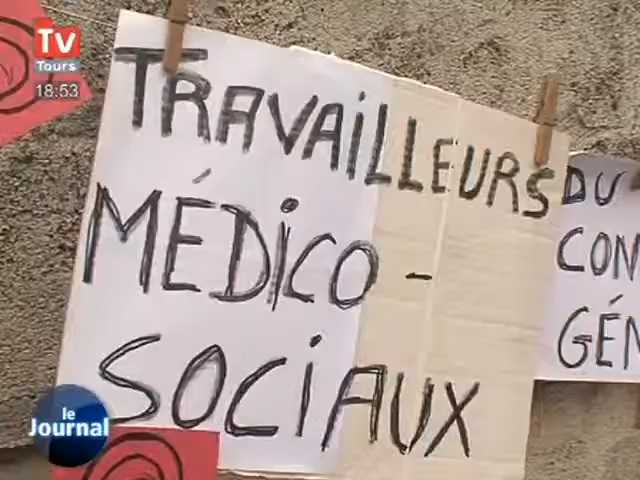 TV
Tours
18:53
TRAVAILLEURS
MÉDICO-
SOCIAUX
DU
CON
GÉN
le
Journal